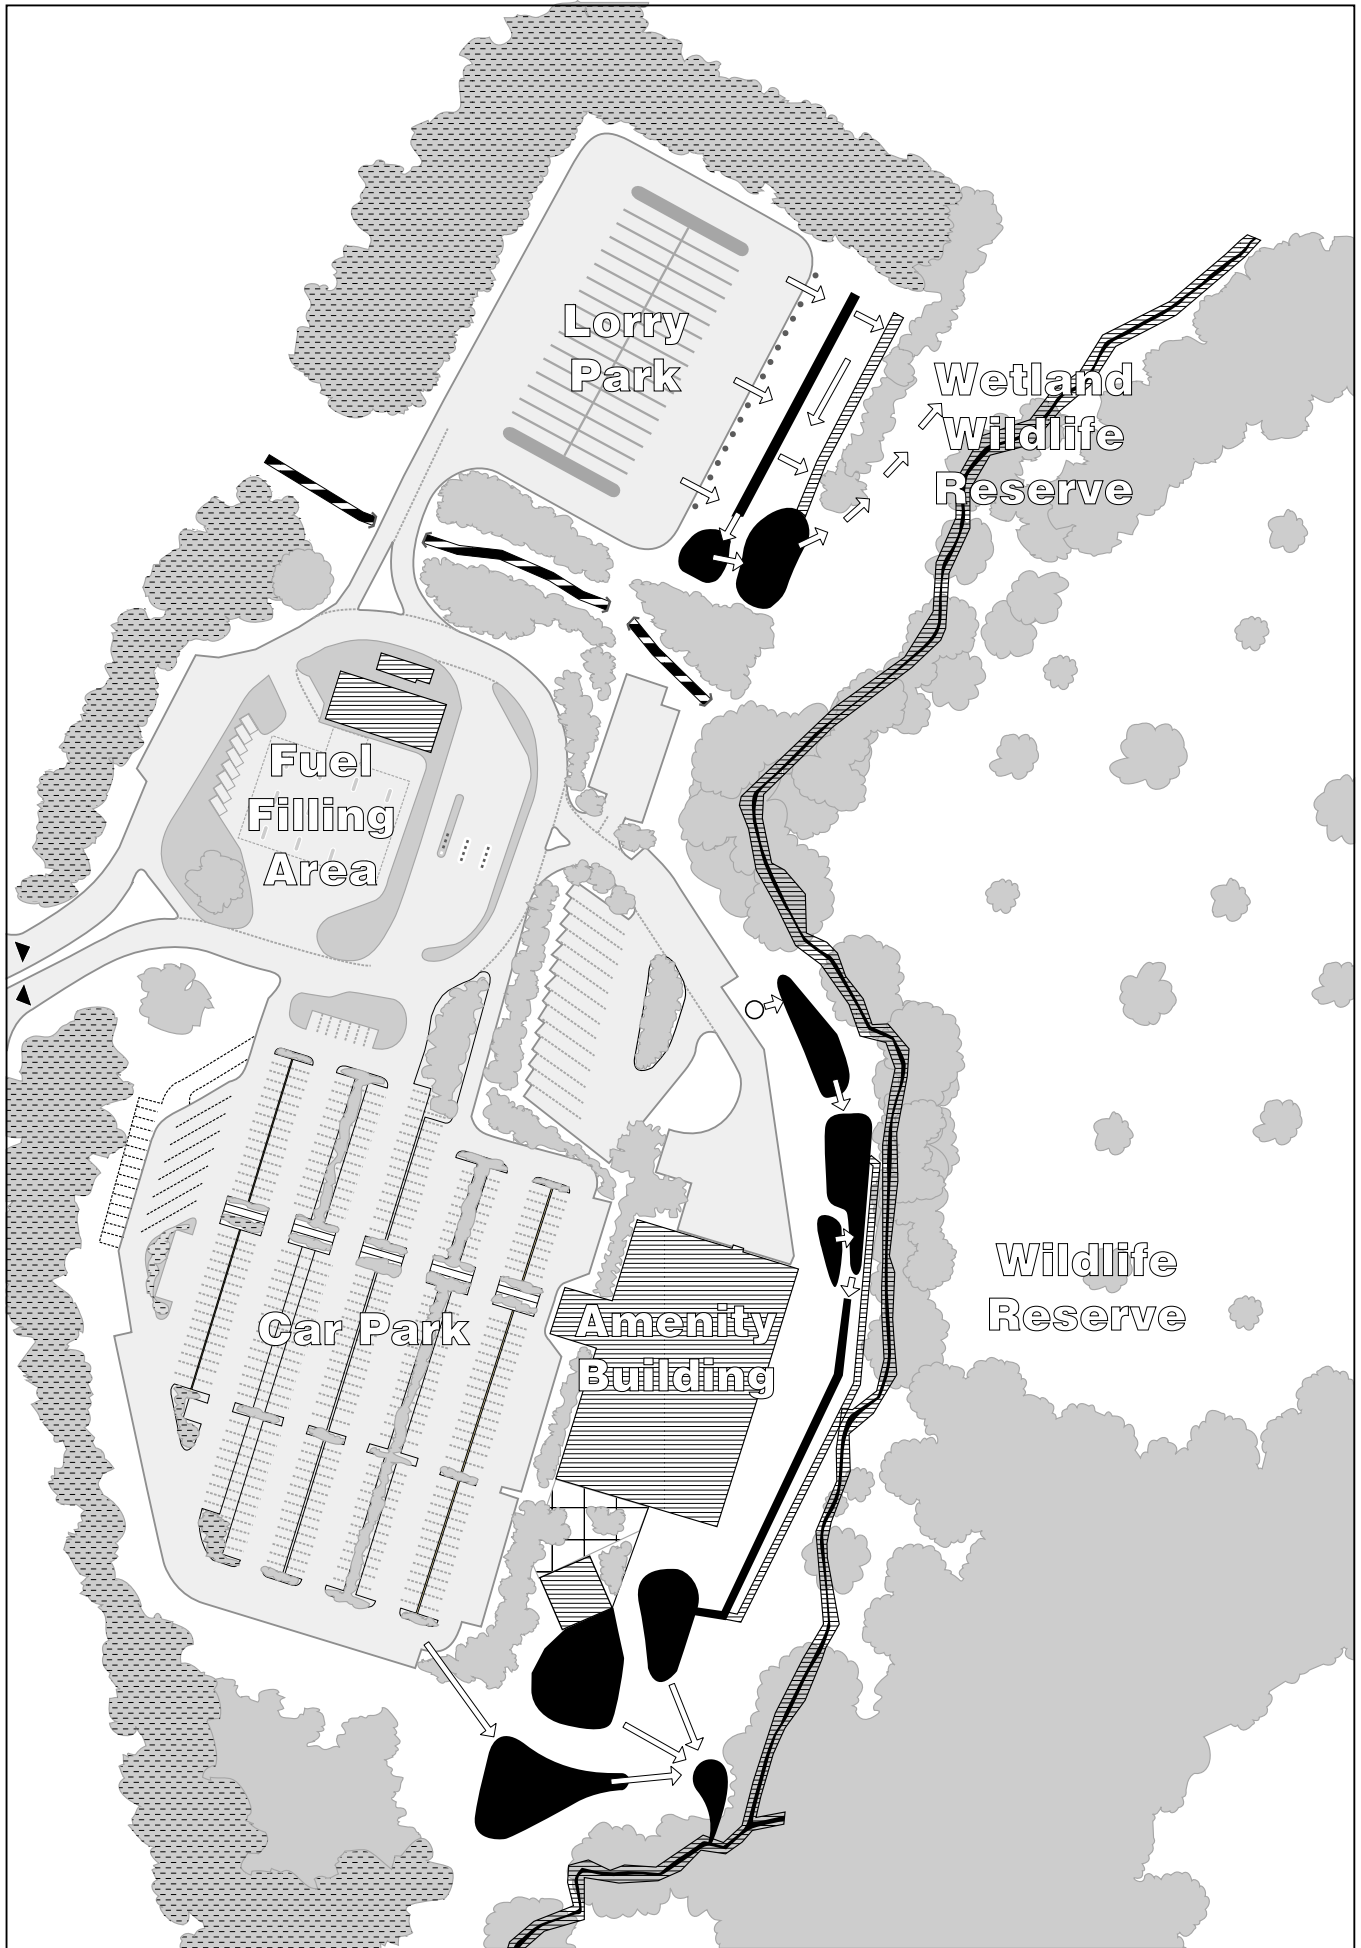 Lorry
Park
Wetland
Wildlife
Reserve
Fuel
Filling
Area
Wildlife
Reserve
Car Park
Amenity
Building